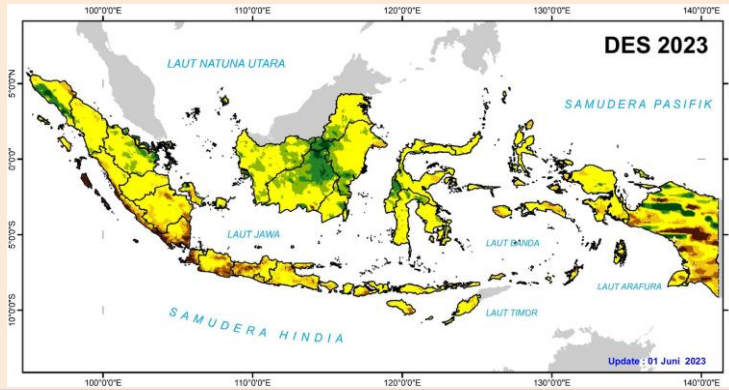 100°0'0"E 110°0'0"E 120°0'0"E 130°0'0"E 140°0'0"E
DES 2023
LAUT NATUNA UTARA
SAMUDERA PASIFIK
5°0'0"N
0°0'0"
5°0'0"S
10°0'0"S
LAUT JAWA
LAUT BANDA
LAUT ARAFURA
SAMUDERA HINDIA
LAUT TIMOR
Update : 01 Juni 2023
100°0'0"E 110°0'0"E 120°0'0"E 130°0'0"E 140°0'0"E